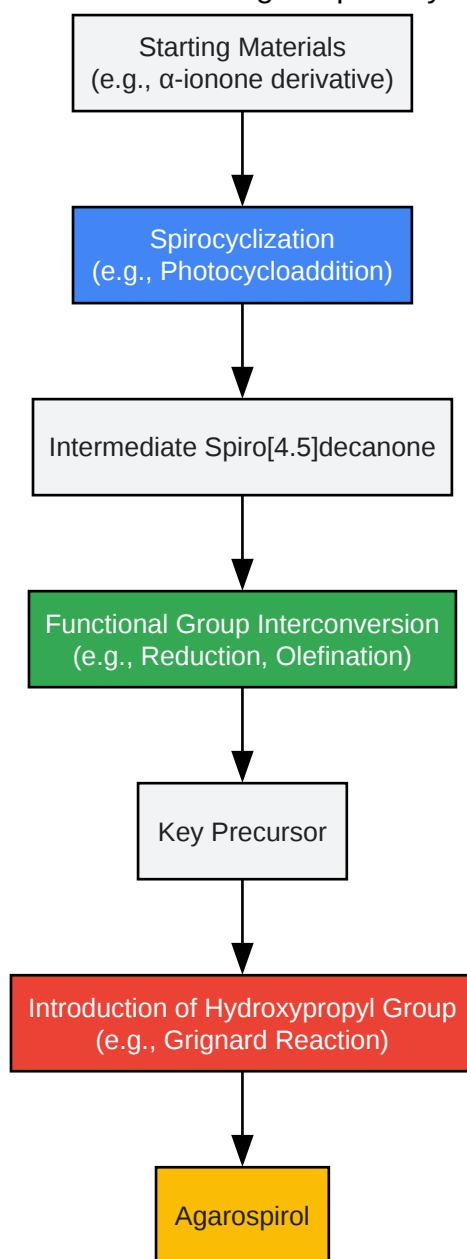 Starting Materials
(e.g., α-ionone derivative)
Spirocyclization
(e.g., Photocycloaddition)
Intermediate Spiro[4.5]decanone
Functional Group Interconversion
(e.g., Reduction, Olefination)
Key Precursor
Introduction of Hydroxypropyl Group
(e.g., Grignard Reaction)
Agarospirol